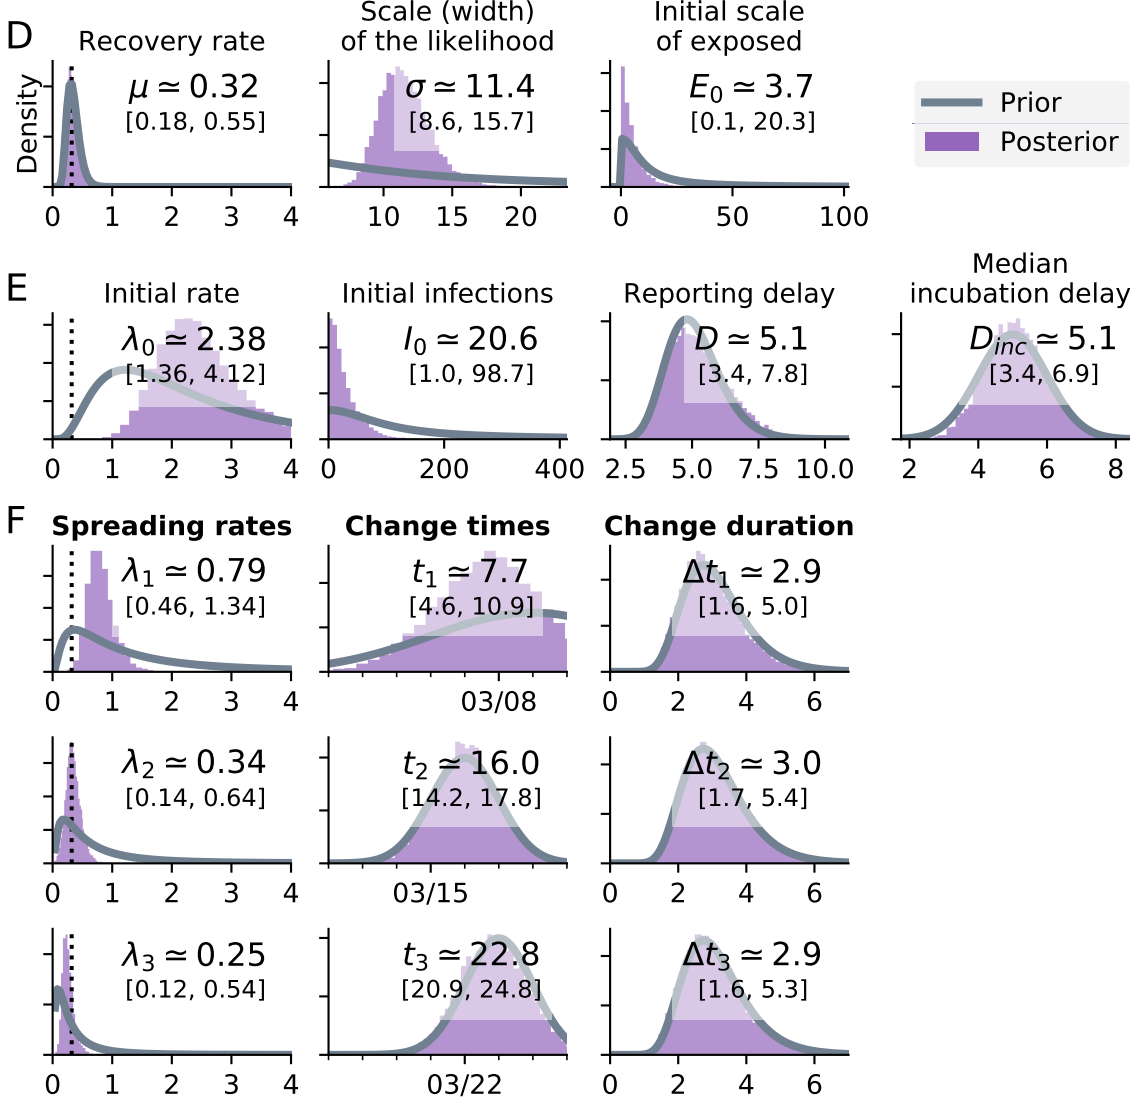 D
Recovery rate
Scale (width)
of the likelihood
Initial scale
of exposed
Density
μ ≃ 0.32
[0.18, 0.55]
σ ≃ 11.4
[8.6, 15.7]
E₀ ≃ 3.7
[0.1, 20.3]
Prior
Posterior
0 1 2 3 4
10 15 20
0 50 100
E
Initial rate
Initial infections
Reporting delay
Median
incubation delay
λ₀ ≃ 2.38
[1.36, 4.12]
I₀ ≃ 20.6
[1.0, 98.7]
D ≃ 5.1
[3.4, 7.8]
D_inc ≃ 5.1
[3.4, 6.9]
0 1 2 3 4
0 200 400
2.5 5.0 7.5 10.0
2 4 6 8
F
Spreading rates
Change times
Change duration
λ₁ ≃ 0.79
[0.46, 1.34]
t₁ ≃ 7.7
[4.6, 10.9]
Δt₁ ≃ 2.9
[1.6, 5.0]
0 1 2 3 4
03/08
0 2 4 6
λ₂ ≃ 0.34
[0.14, 0.64]
t₂ ≃ 16.0
[14.2, 17.8]
Δt₂ ≃ 3.0
[1.7, 5.4]
0 1 2 3 4
03/15
0 2 4 6
λ₃ ≃ 0.25
[0.12, 0.54]
t₃ ≃ 22.8
[20.9, 24.8]
Δt₃ ≃ 2.9
[1.6, 5.3]
0 1 2 3 4
03/22
0 2 4 6